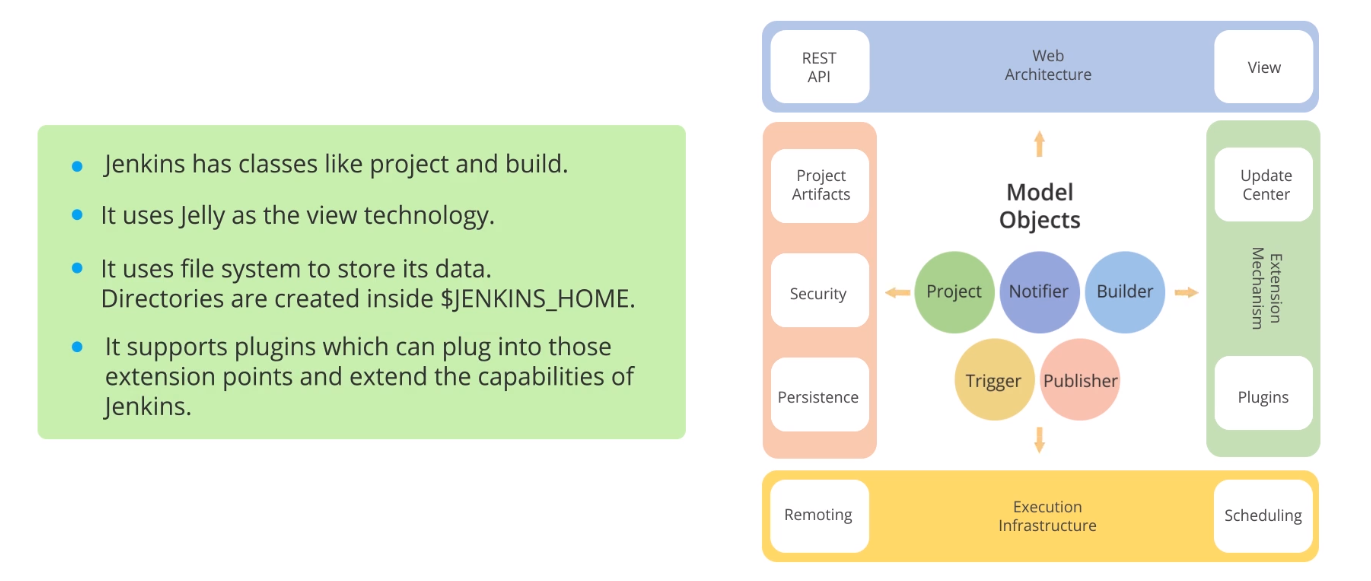 Jenkins has classes like project and build.
It uses Jelly as the view technology.
It uses file system to store its data.
Directories are created inside $JENKINS_HOME.
It supports plugins which can plug into those
extension points and extend the capabilities of
Jenkins.
REST
API
Web
Architecture
View
Project
Artifacts
Security
Persistence
Model
Objects
Project
Notifier
Builder
Trigger
Publisher
Update
Center
Extension
Mechanism
Plugins
Remoting
Execution
Infrastructure
Scheduling